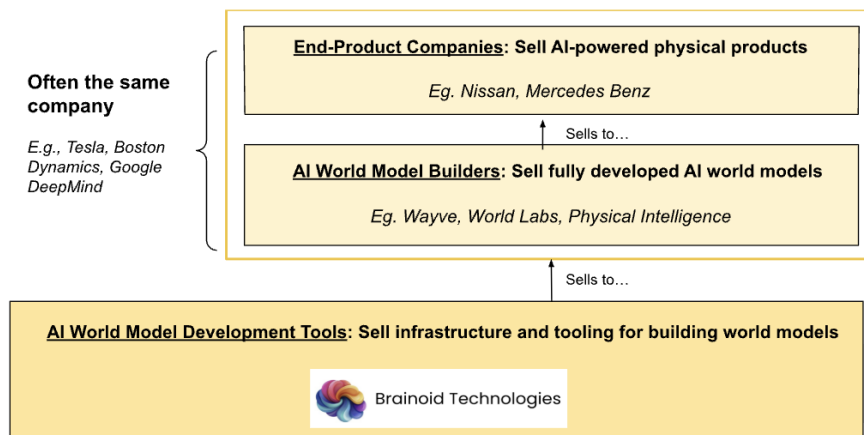 End-Product Companies: Sell AI-powered physical products
Eg. Nissan, Mercedes Benz
Often the same
company
E.g., Tesla, Boston
Dynamics, Google
DeepMind
Sells to...
AI World Model Builders: Sell fully developed AI world models
Eg. Wayve, World Labs, Physical Intelligence
Sells to...
AI World Model Development Tools: Sell infrastructure and tooling for building world models
Brainoid Technologies